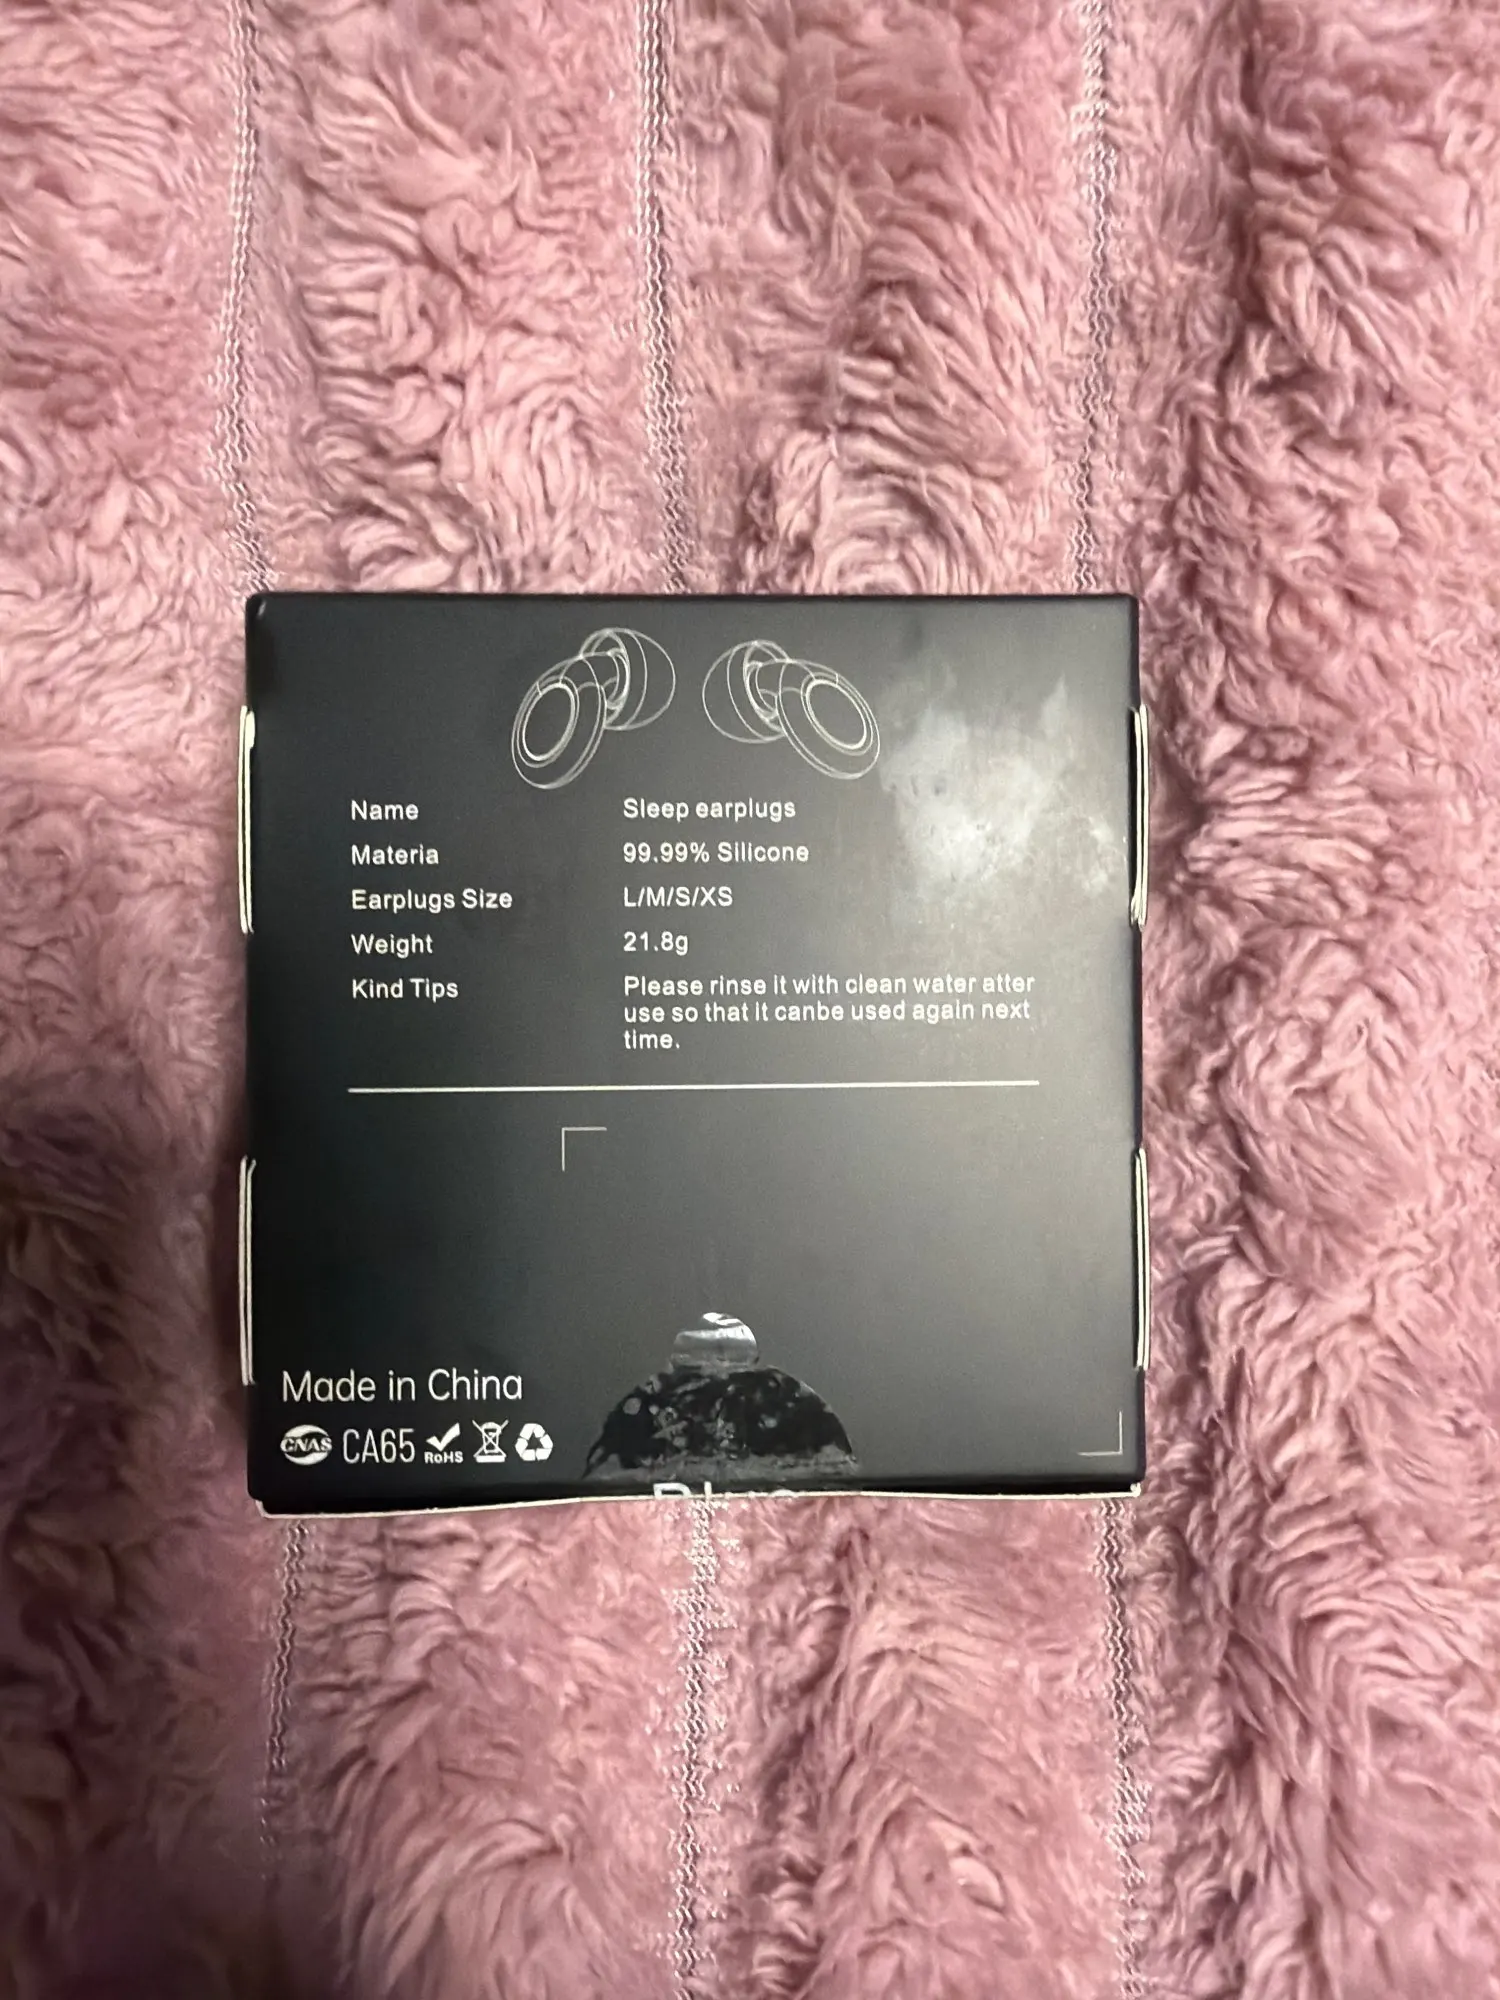 Name Sleep earplugs
Materia 99.99% Silicone
Earplugs Size L/M/S/XS
Weight 21.8g
Kind Tips Please rinse it with clean water atter
use so that it canbe used again next
time.
Made in China
CNAS CA65 RoHS